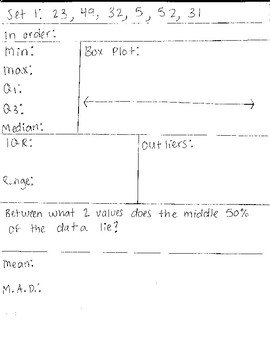 Set 1: 23, 49, 32, 5, 52, 31
In order:
Min:
max:
Q1:
Q3:
Median:
Box Plot:
IQR:
Range:
Outliers:
Between what 2 values does the middle 50%
of the data lie?
mean:
M.A.D.: